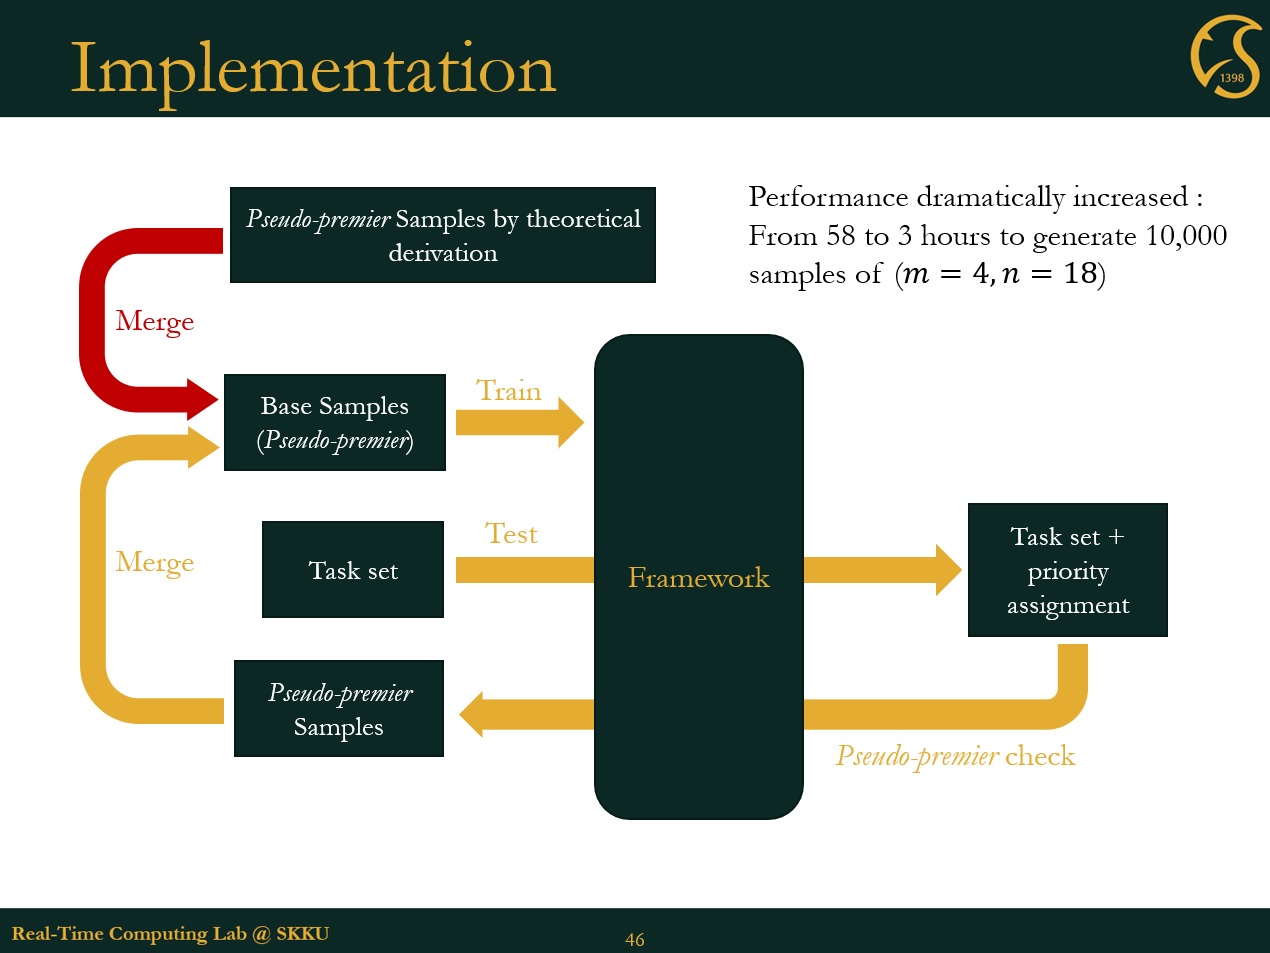 Implementation
1398
Pseudo-premier Samples by theoretical
derivation
Performance dramatically increased :
From 58 to 3 hours to generate 10,000
samples of (𝑚 = 4, 𝑛 = 18)
Merge
Base Samples
(Pseudo-premier)
Train
Merge
Task set
Test
Framework
Task set +
priority
assignment
Pseudo-premier
Samples
Pseudo-premier check
Real-Time Computing Lab @ SKKU
46